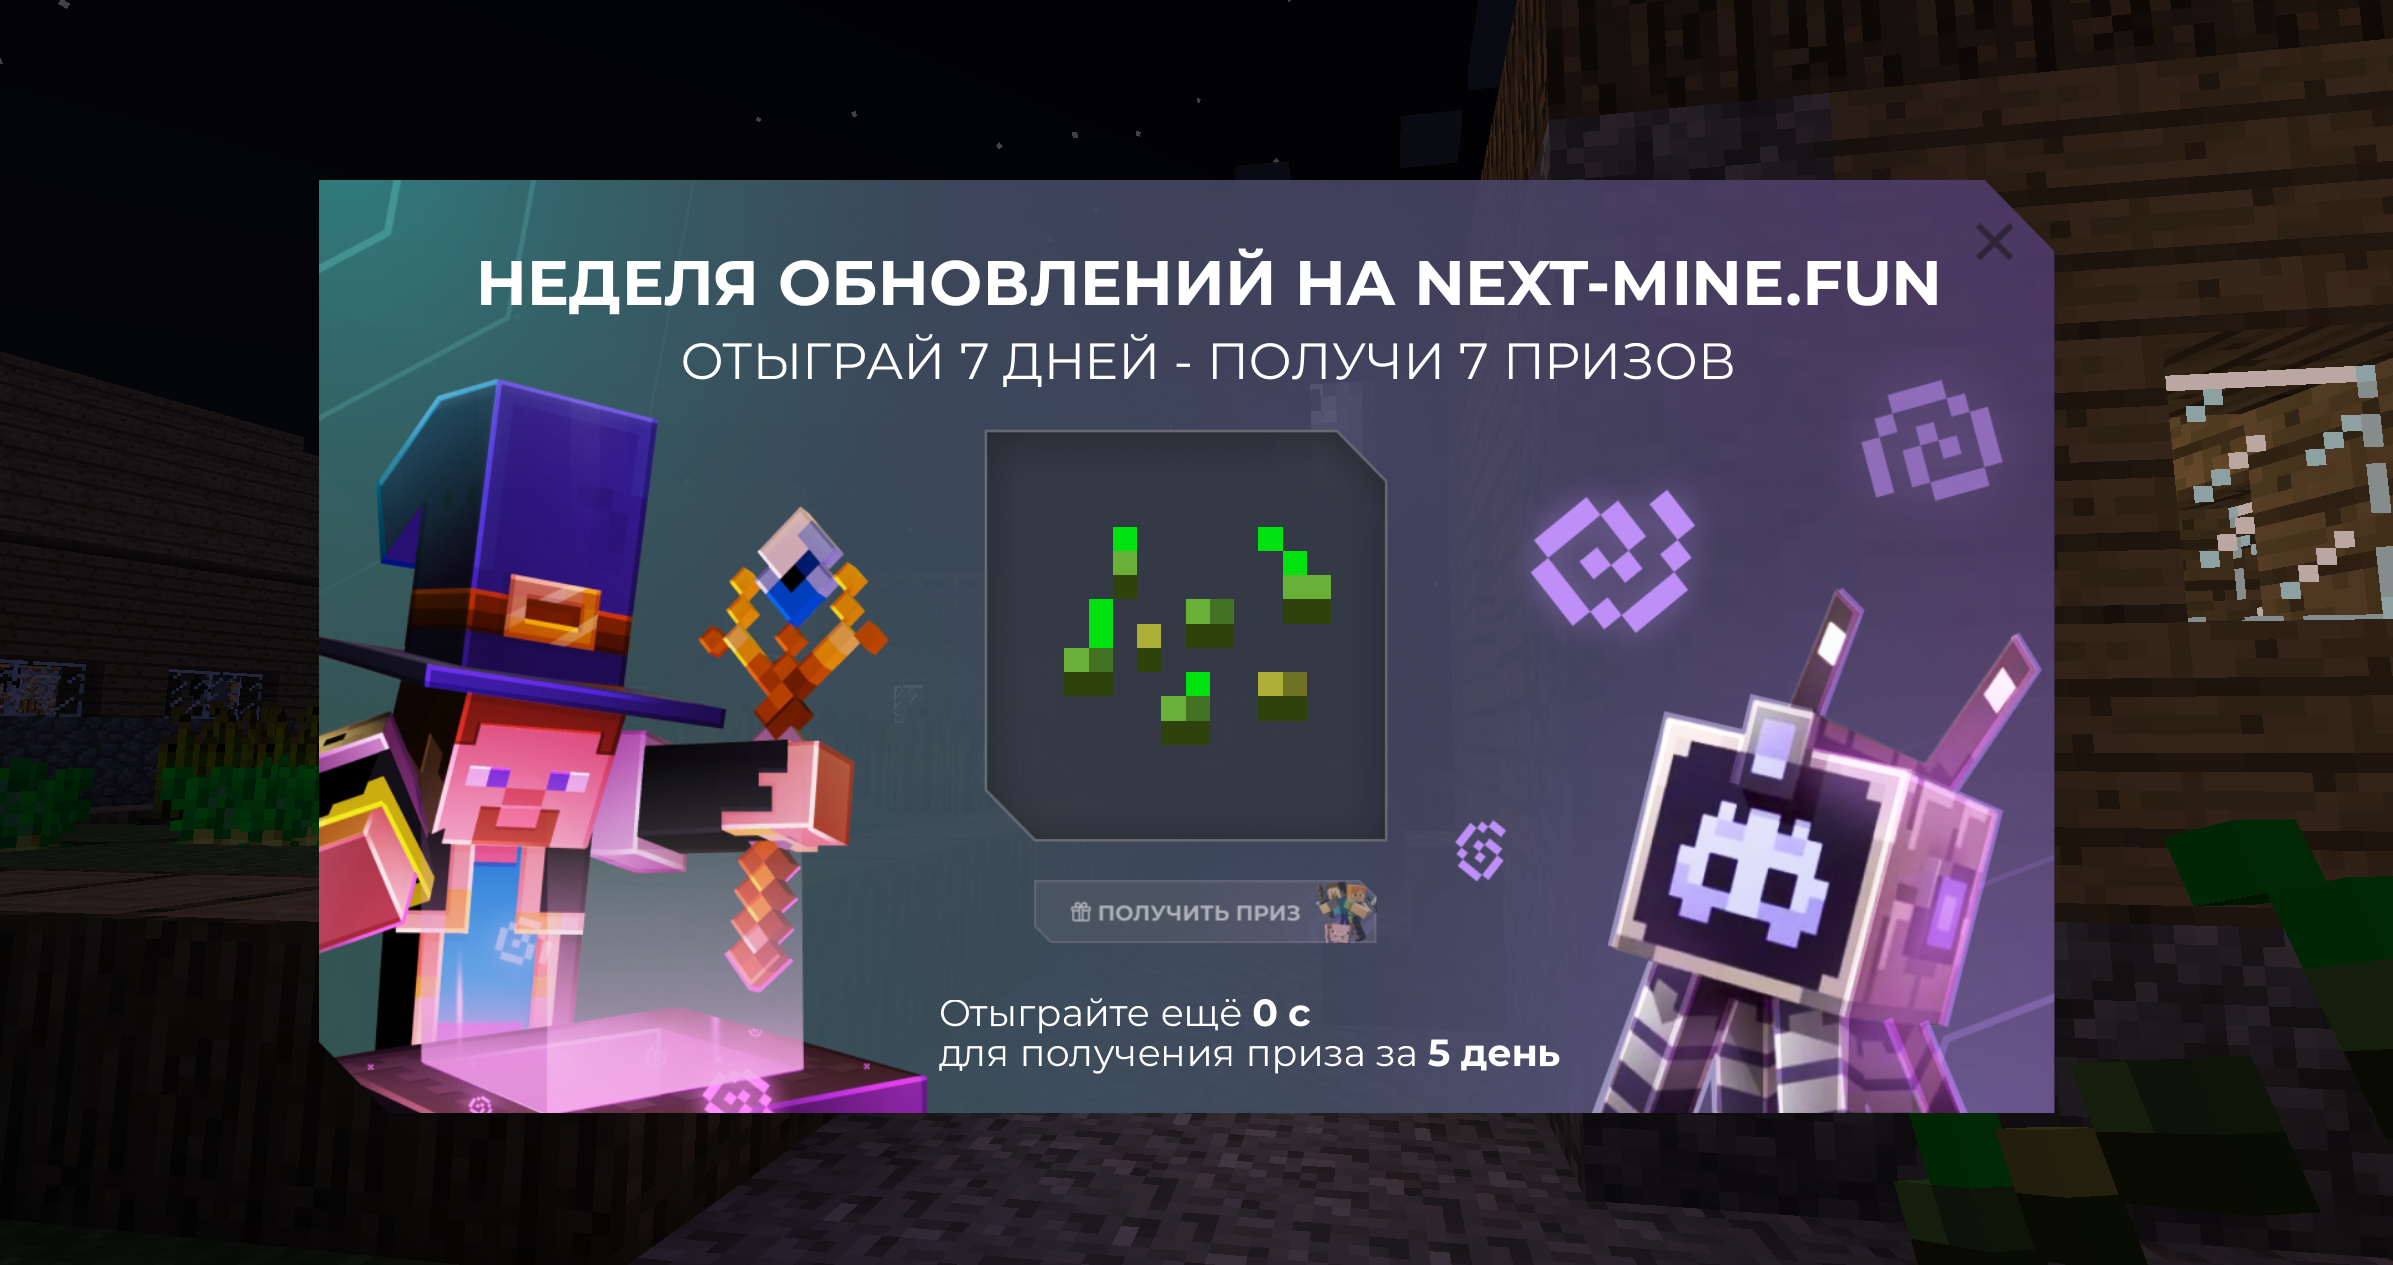 НЕДЕЛЯ ОБНОВЛЕНИЙ НА NEXT-MINE.FUN
ОТЫГРАЙ 7 ДНЕЙ - ПОЛУЧИ 7 ПРИЗОВ
ПОЛУЧИТЬ ПРИЗ
Отыграйте ещё 0 с
для получения приза за 5 день